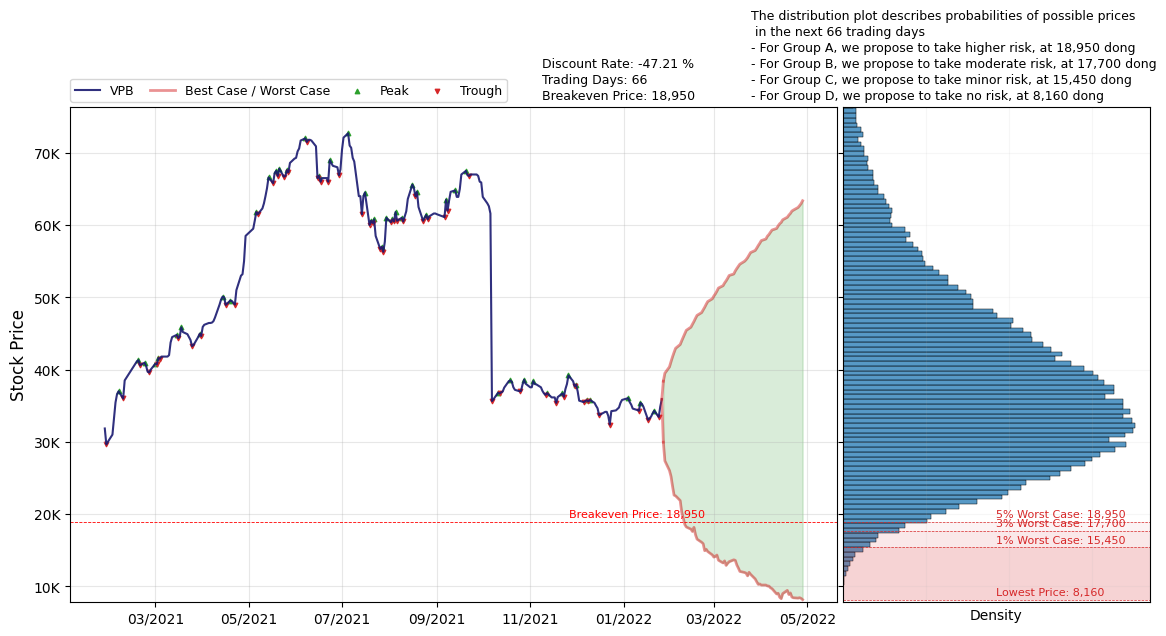 The distribution plot describes probabilities of possible prices
in the next 66 trading days
- For Group A, we propose to take higher risk, at 18,950 dong
- For Group B, we propose to take moderate risk, at 17,700 dong
- For Group C, we propose to take minor risk, at 15,450 dong
- For Group D, we propose to take no risk, at 8,160 dong
Discount Rate: -47.21 %
Trading Days: 66
Breakeven Price: 18,950
VPB Best Case / Worst Case Peak Trough
Stock Price
70K
60K
50K
40K
30K
20K
10K
Breakeven Price: 18,950
03/2021 05/2021 07/2021 09/2021 11/2021 01/2022 03/2022 05/2022
5% Worst Case: 18,950
3% Worst Case: 17,700
1% Worst Case: 15,450
Lowest Price: 8,160
Density